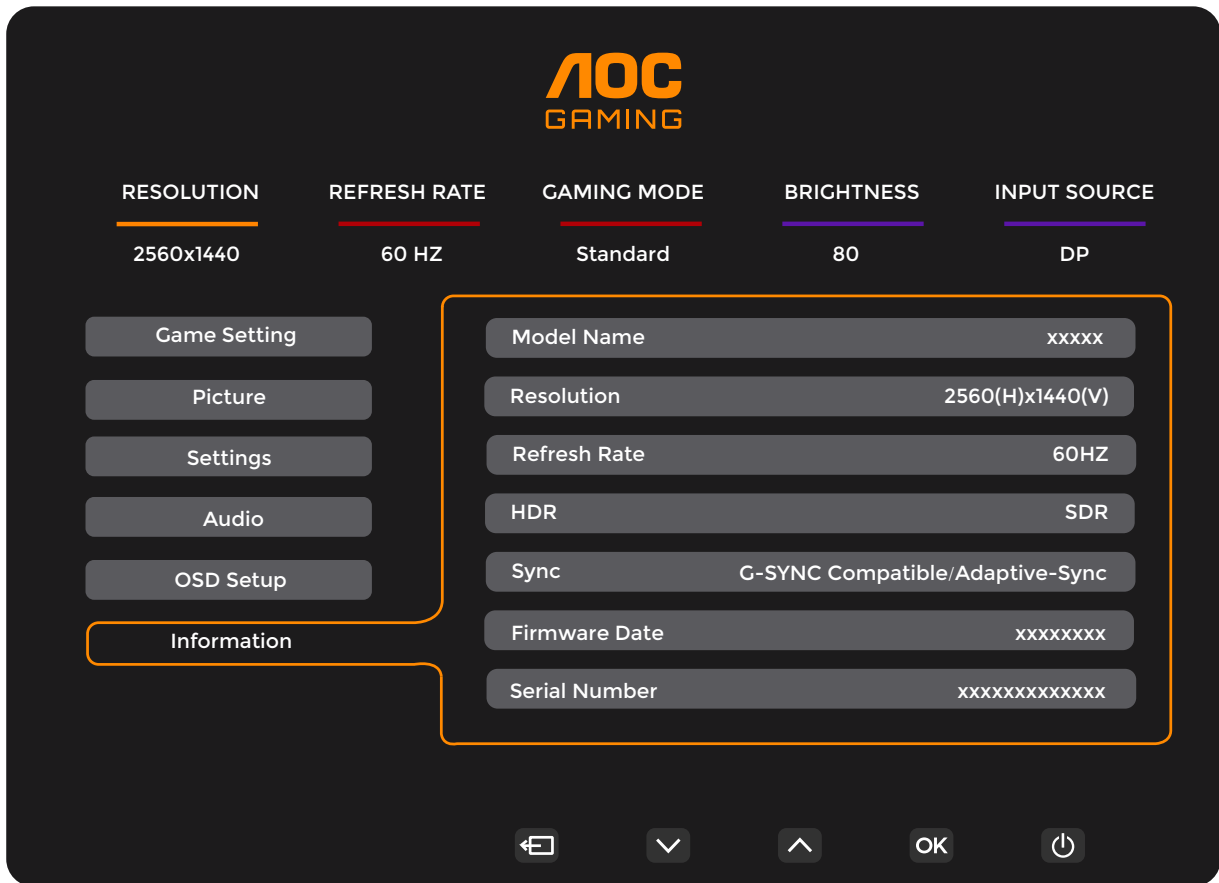 AOC
GAMING
RESOLUTION REFRESH RATE GAMING MODE BRIGHTNESS INPUT SOURCE
2560x1440 60 HZ Standard 80 DP
Game Setting
Picture
Settings
Audio
OSD Setup
Information
Model Name xxxxx
Resolution 2560(H)x1440(V)
Refresh Rate 60HZ
HDR SDR
Sync G-SYNC Compatible/Adaptive-Sync
Firmware Date xxxxxxxx
Serial Number xxxxxxxxxxxxx
OK